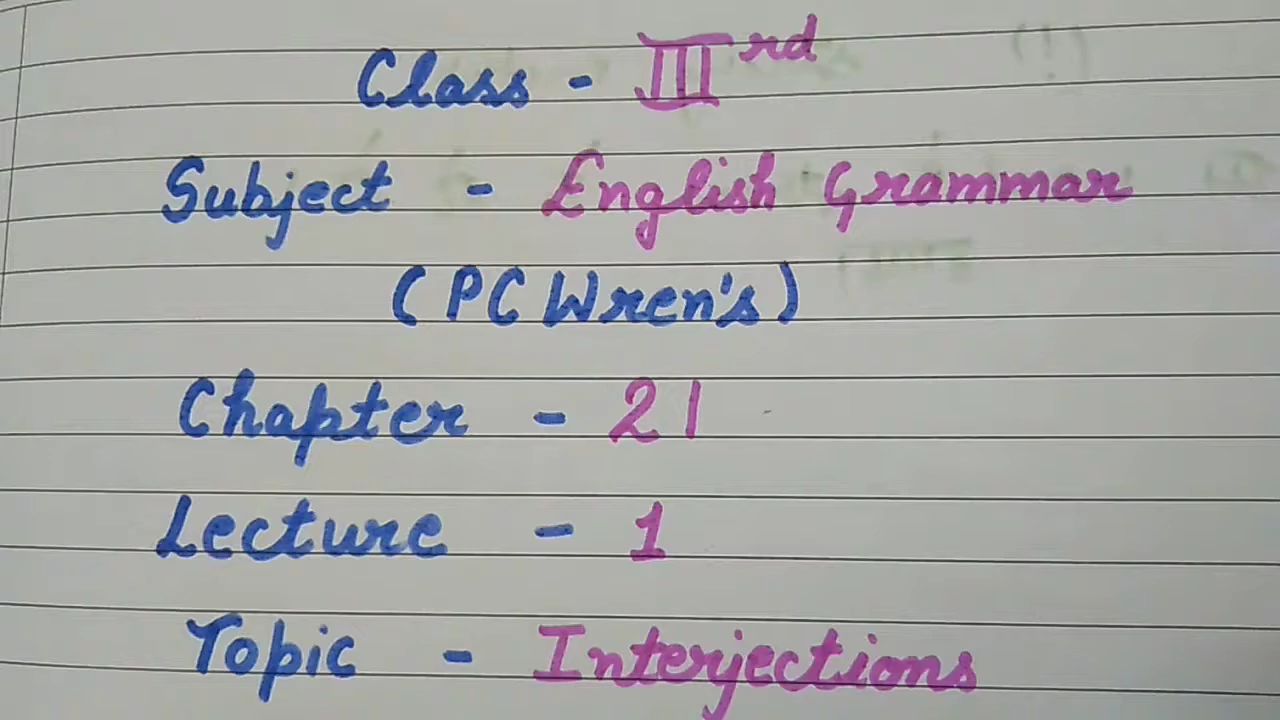 Class - IIIrd
Subject - English Grammar
(PC Wren's)
Chapter - 21
Lecture - 1
Topic - Interjections